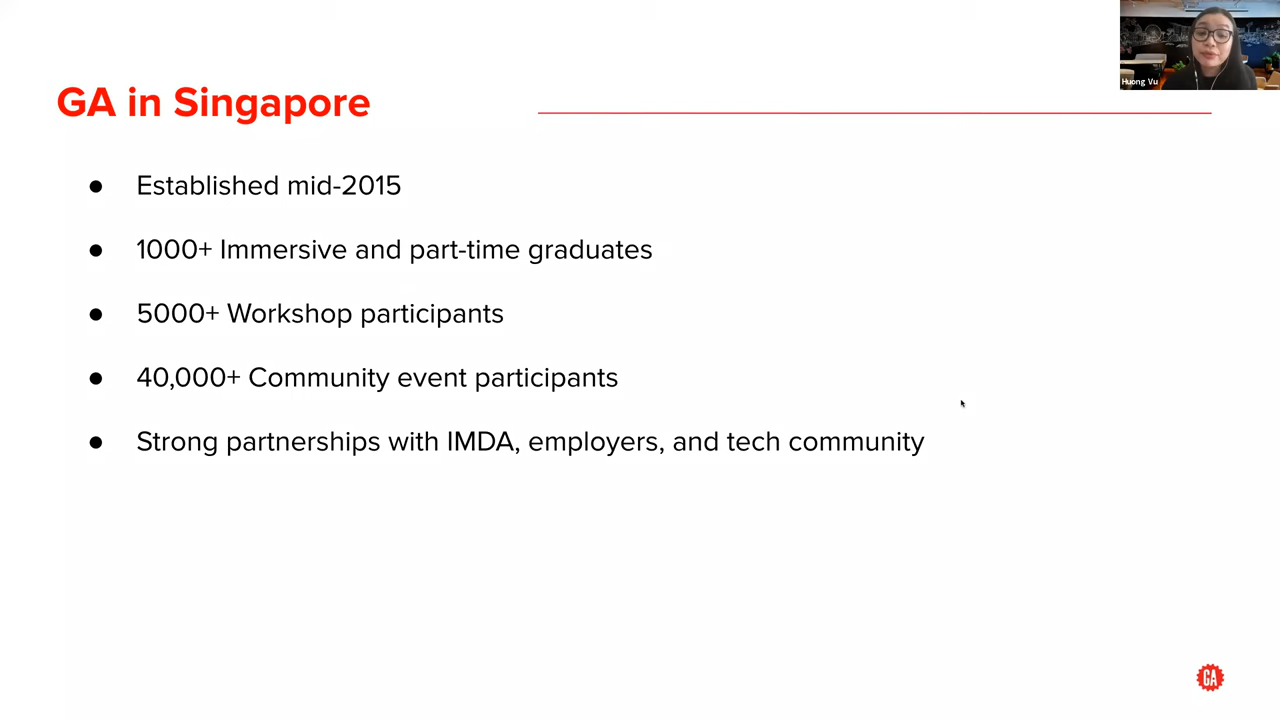 Huong Vu
GA in Singapore
● Established mid-2015
● 1000+ Immersive and part-time graduates
● 5000+ Workshop participants
● 40,000+ Community event participants
● Strong partnerships with IMDA, employers, and tech community
GA